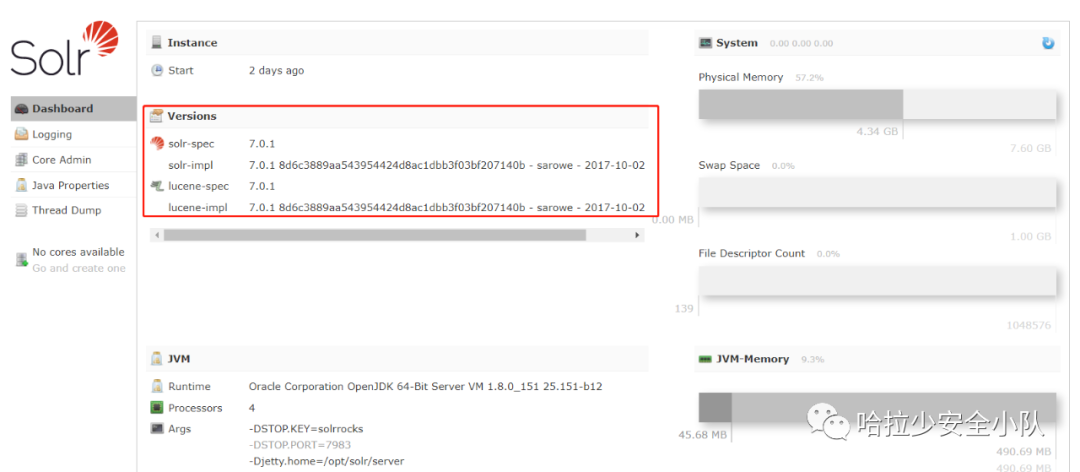 Solr
Dashboard
Logging
Core Admin
Java Properties
Thread Dump
No cores available
Go and create one
Instance
Start 2 days ago
Versions
solr-spec 7.0.1
solr-impl 7.0.1 8d6c3889aa543954424d8ac1dbb3f03bf207140b - sarowe - 2017-10-02
lucene-spec 7.0.1
lucene-impl 7.0.1 8d6c3889aa543954424d8ac1dbb3f03bf207140b - sarowe - 2017-10-02
JVM
Runtime Oracle Corporation OpenJDK 64-Bit Server VM 1.8.0_151 25.151-b12
Processors 4
Args -DSTOP.KEY=solrrocks
-DSTOP.PORT=7983
-Djetty.home=/opt/solr/server
System 0.00 0.00 0.00
Physical Memory 57.2%
4.34 GB
7.60 GB
Swap Space 0.0%
0.00 MB
1.00 GB
File Descriptor Count 0.0%
139
1048576
JVM-Memory 9.3%
45.68 MB
490.69 MB
490.69 MB
哈拉少安全小队